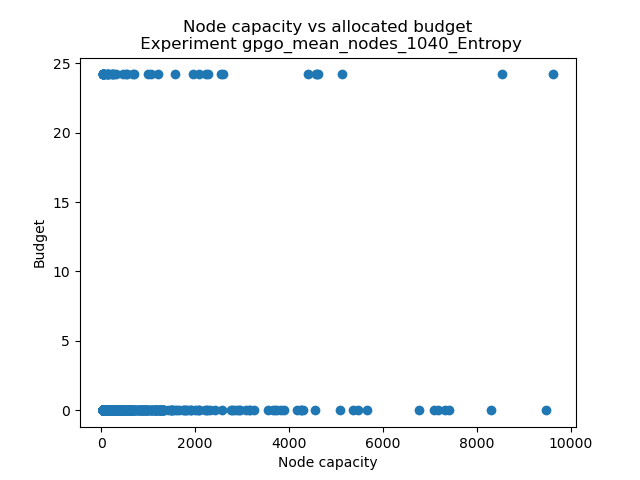 Node capacity vs allocated budget
Experiment gpgo_mean_nodes_1040_Entropy
25
20
15
10
5
0
Budget
0 2000 4000 6000 8000 10000
Node capacity